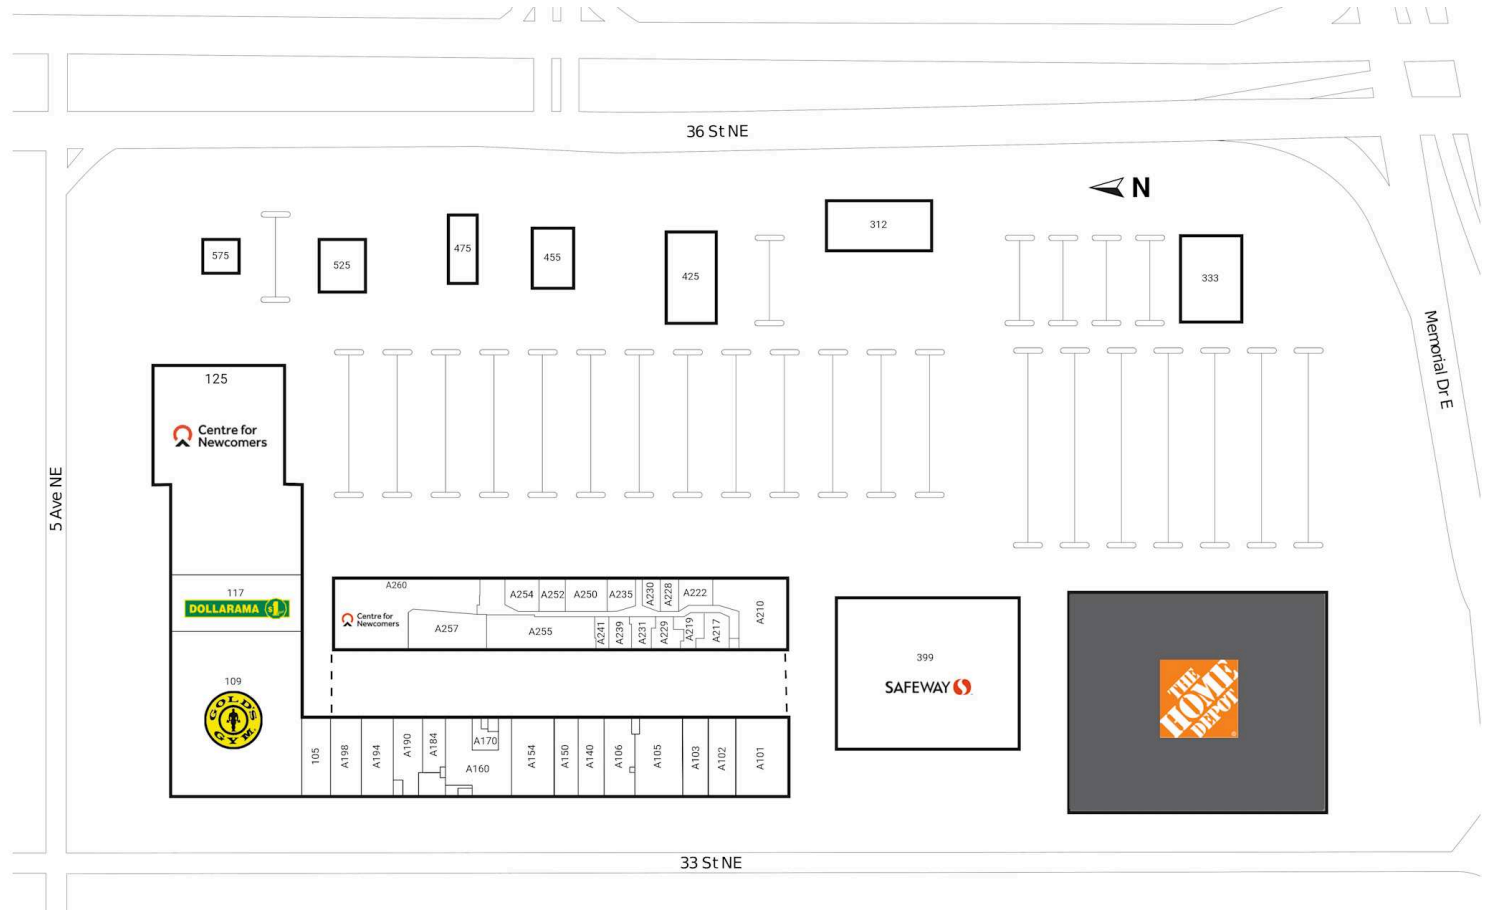 36 St NE
N
312
575
525
475
455
425
333
Memorial Dr E
125
Centre for
Newcomers
5 Ave NE
117
DOLLARAMA $1
A260
Centre for
Newcomers
A254
A252
A250
A235
A230
A228
A222
A210
A257
A255
A241
A239
A231
A229
A219
A217
109
GOLD'S
GYM
399
SAFEWAY
THE
HOME
DEPOT
105
A198
A194
A190
A184
A170
A160
A154
A150
A140
A106
A105
A103
A102
A101
33 St NE